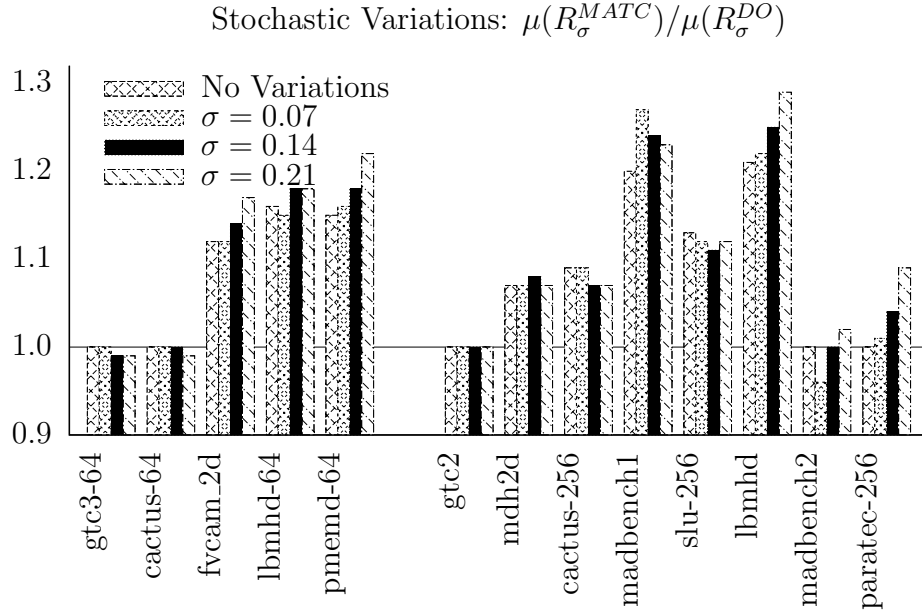 Stochastic Variations: μ(R_σ^{MATC})/μ(R_σ^{DO})
1.3
1.2
1.1
1.0
0.9
No Variations
σ = 0.07
σ = 0.14
σ = 0.21
gtc3-64
cactus-64
fvcam_2d
lbmhd-64
pmemd-64
gtc2
mdh2d
cactus-256
madbench1
slu-256
lbmhd
madbench2
paratec-256